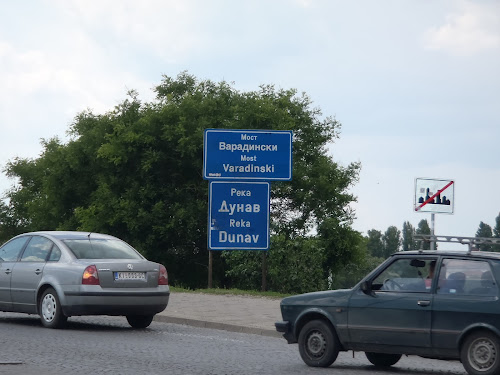 Мост
Варадински
Most
Varadinski
Река
Дунав
Reka
Dunav